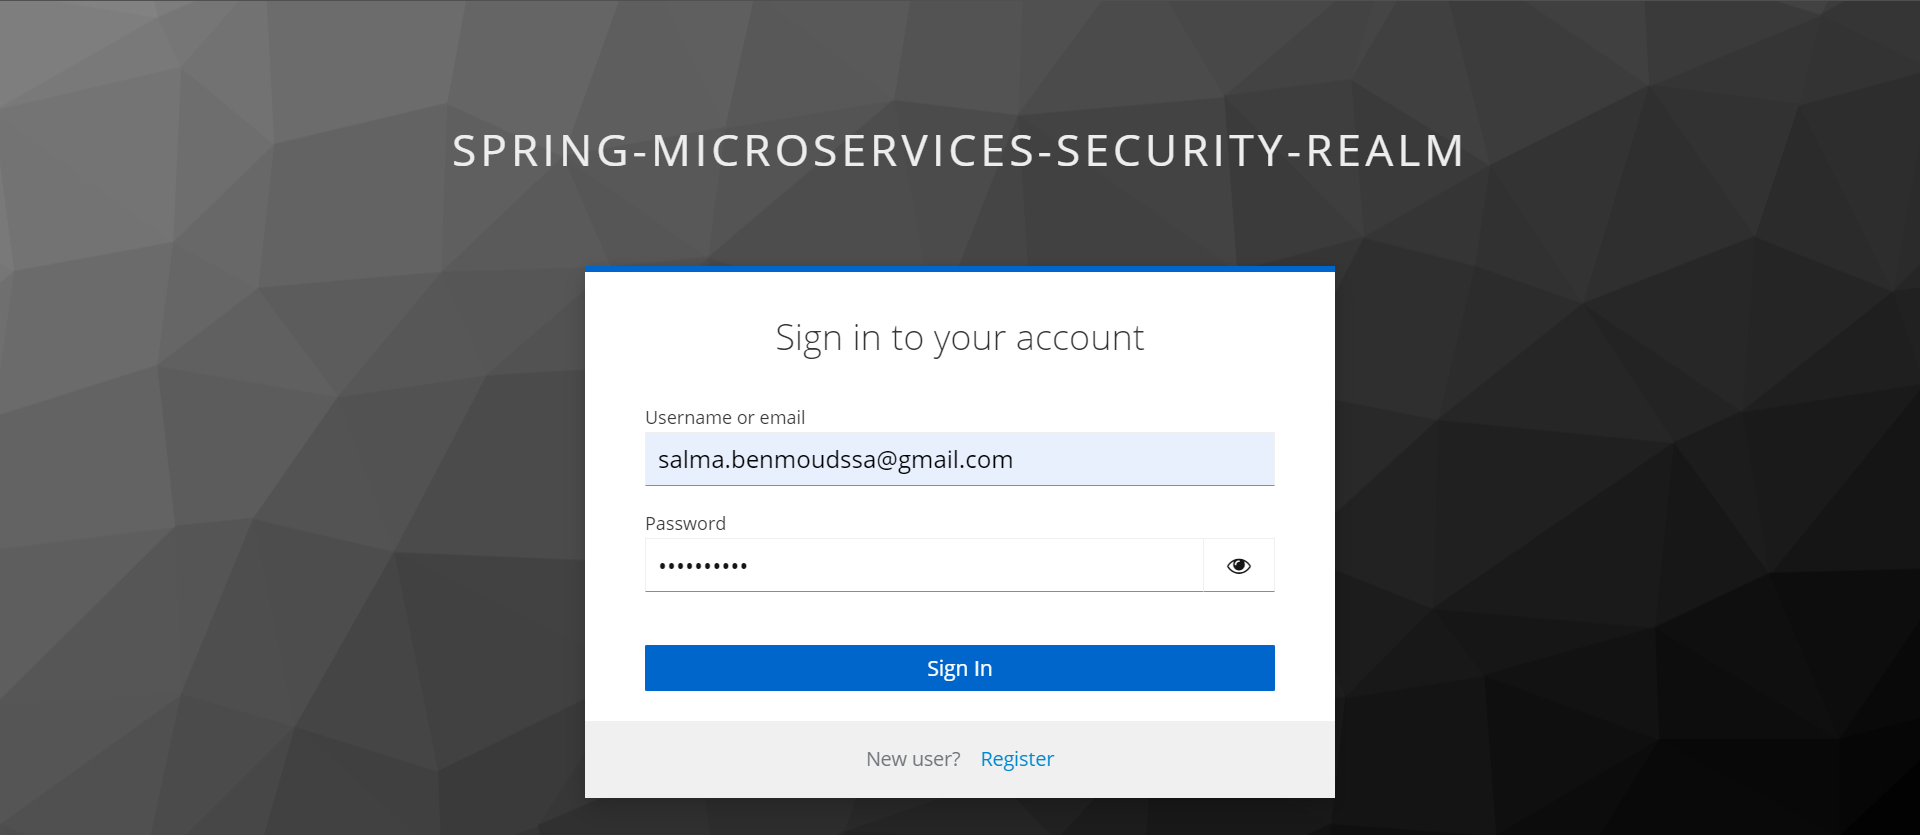 SPRING-MICROSERVICES-SECURITY-REALM
Sign in to your account
Username or email
salma.benmoudssa@gmail.com
Password
••••••••••
Sign In
New user? Register